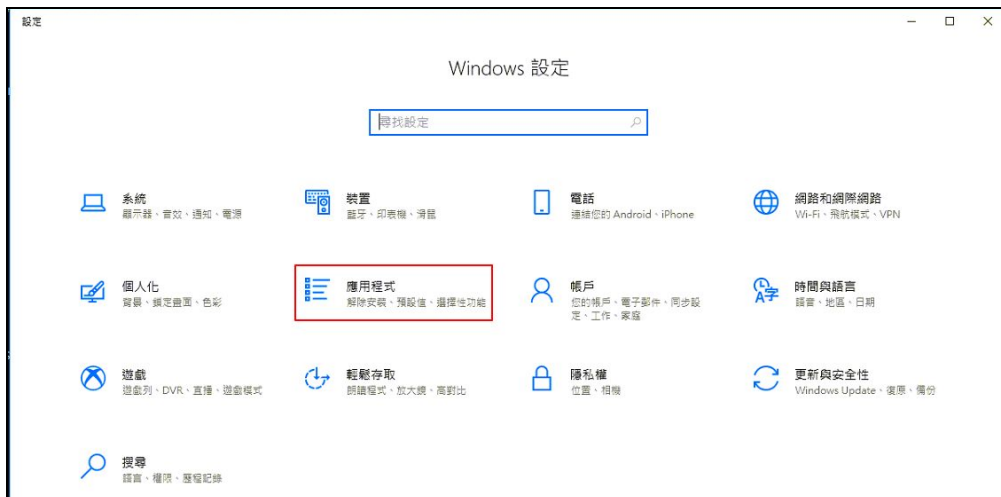 設定
Windows 設定
尋找設定
系統
顯示器、音效、通知、電源
裝置
藍牙、印表機、滑鼠
電話
連結您的 Android、iPhone
網路和網際網路
Wi-Fi、飛航模式、VPN
個人化
背景、鎖定畫面、色彩
應用程式
解除安裝、預設值、選擇性功能
帳戶
您的帳戶、電子郵件、同步設
定、工作、家庭
時間與語言
語音、地區、日期
遊戲
遊戲列、DVR、直播、遊戲模式
輕鬆存取
朗讀程式、放大鏡、高對比
隱私權
位置、相機
更新與安全性
Windows Update、復原、備份
搜尋
語言、權限、歷程記錄